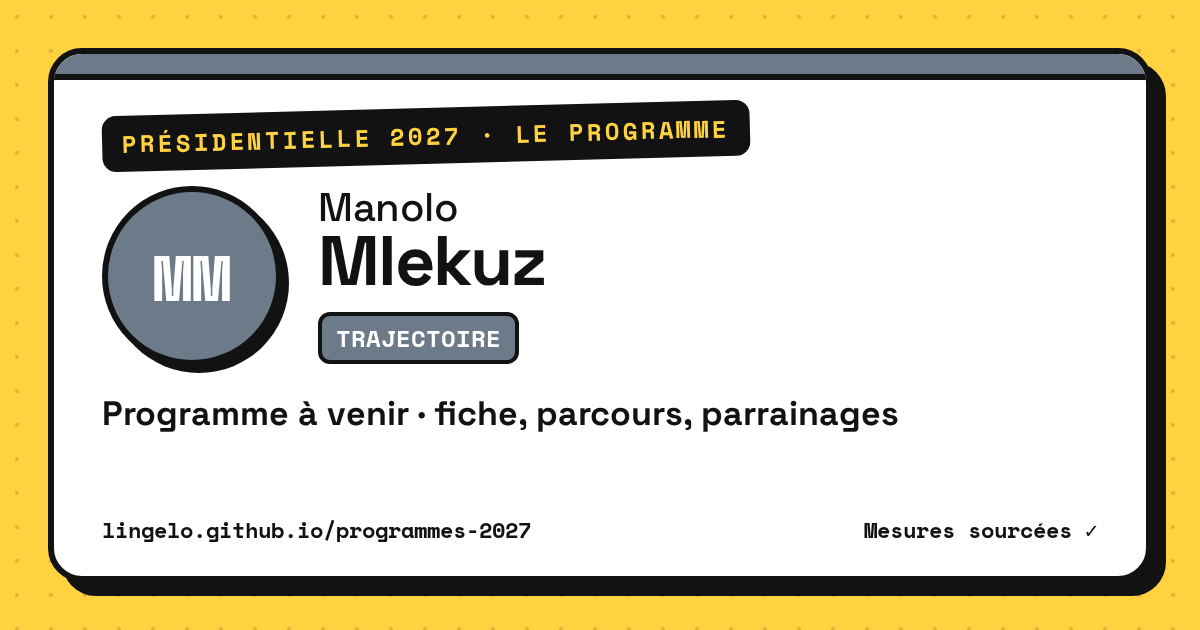 PRÉSIDENTIELLE 2027 · LE PROGRAMME
MM
Manolo
Mlekuz
TRAJECTOIRE
Programme à venir · fiche, parcours, parrainages
lingelo.github.io/programmes-2027
Mesures sourcées ✓